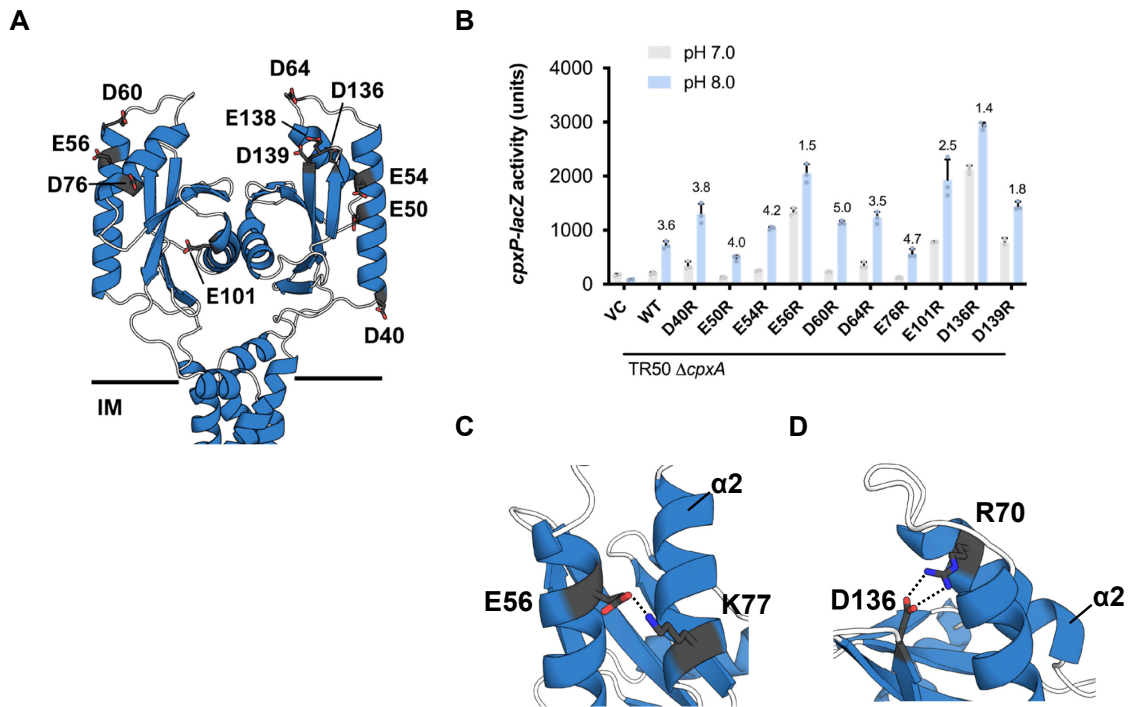 A
D60
E56
D76
D64
D136
E138
D139
E54
E50
E101
D40
IM
B
pH 7.0
pH 8.0
cpxP-lacZ activity (units)
4000
3000
2000
1000
0
3.6
3.8
4.0
4.2
1.5
5.0
3.5
4.7
2.5
1.4
1.8
VC
WT
D40R
E50R
E54R
E56R
D60R
D64R
E76R
E101R
D136R
D139R
TR50 ΔcpxA
C
α2
E56
K77
D
R70
D136
α2